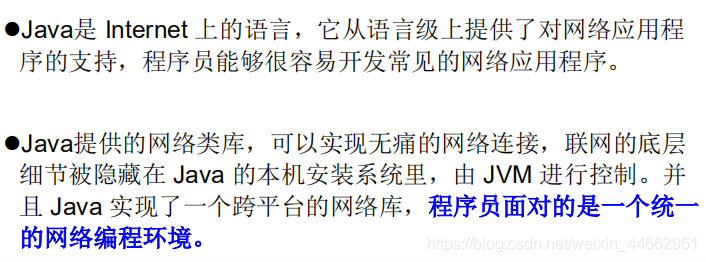 ●Java是 Internet 上的语言，它从语言级上提供了对网络应用程
序的支持，程序员能够很容易开发常见的网络应用程序。
●Java提供的网络类库，可以实现无痛的网络连接，联网的底层
细节被隐藏在 Java 的本机安装系统里，由 JVM 进行控制。并
且 Java 实现了一个跨平台的网络库，程序员面对的是一个统一
的网络编程环境。
https://blog.csdn.net/weixin_44662961